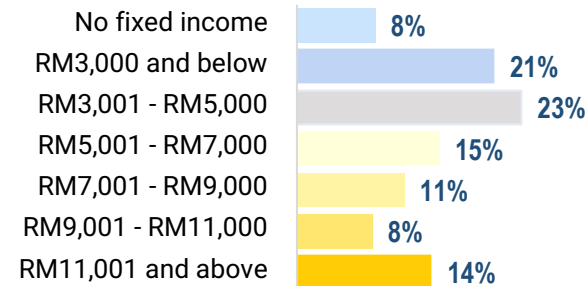 No fixed income 8%
RM3,000 and below 21%
RM3,001 - RM5,000 23%
RM5,001 - RM7,000 15%
RM7,001 - RM9,000 11%
RM9,001 - RM11,000 8%
RM11,001 and above 14%